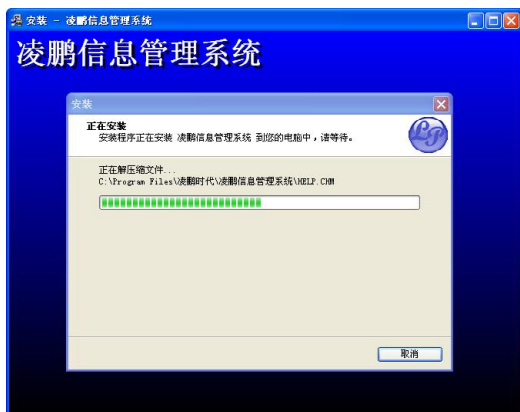 安装 - 凌鹏信息管理系统
凌鹏信息管理系统
安装
正在安装
安装程序正在安装 凌鹏信息管理系统 到您的电脑中，请等待。
LP
正在解压缩文件...
C:\Program Files\凌鹏时代\凌鹏信息管理系统\HELP.CHM
取消